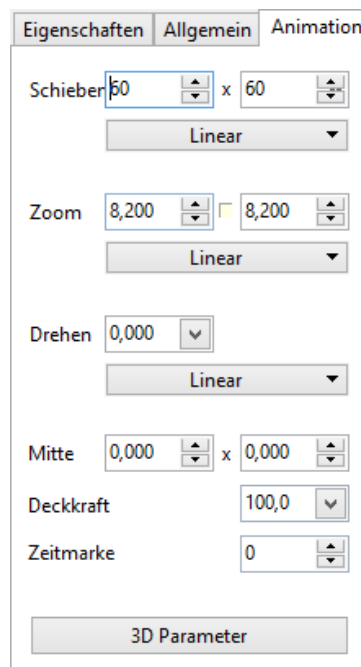 Eigenschaften Allgemein Animation
Schieben 60 x 60
Linear
Zoom 8,200 8,200
Linear
Drehen 0,000
Linear
Mitte 0,000 x 0,000
Deckkraft 100,0
Zeitmarke 0
3D Parameter